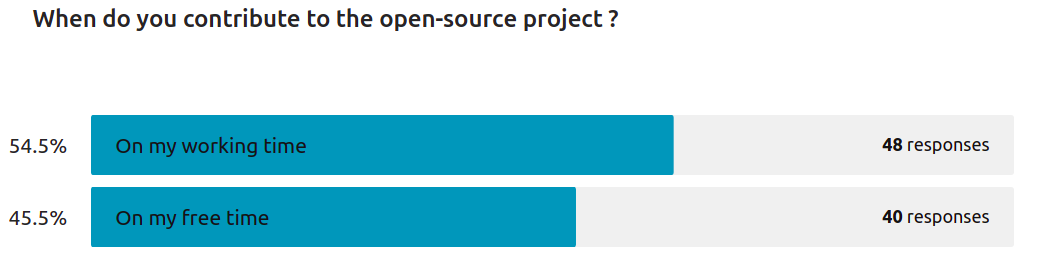 When do you contribute to the open-source project ?
54.5% On my working time 48 responses
45.5% On my free time 40 responses